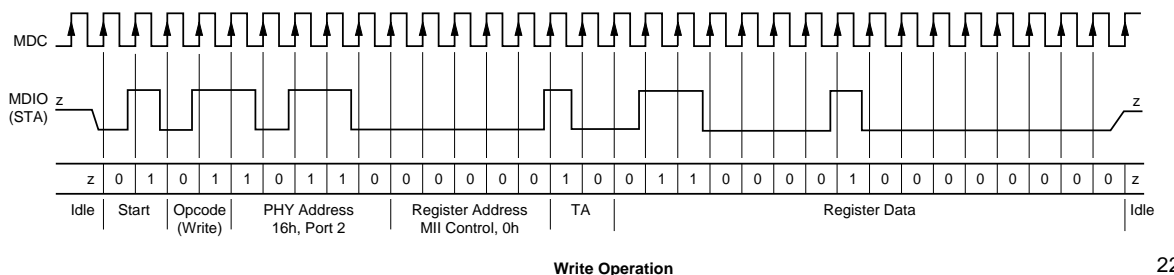 MDC
MDIO z z
(STA)
z 0 1 0 1 1 0 1 1 0 0 0 0 0 0 1 0 0 1 1 0 0 0 0 1 0 0 0 0 0 0 0 0 z
Idle Start Opcode PHY Address Register Address TA Register Data Idle
(Write) 16h, Port 2 MII Control, 0h
Write Operation
22